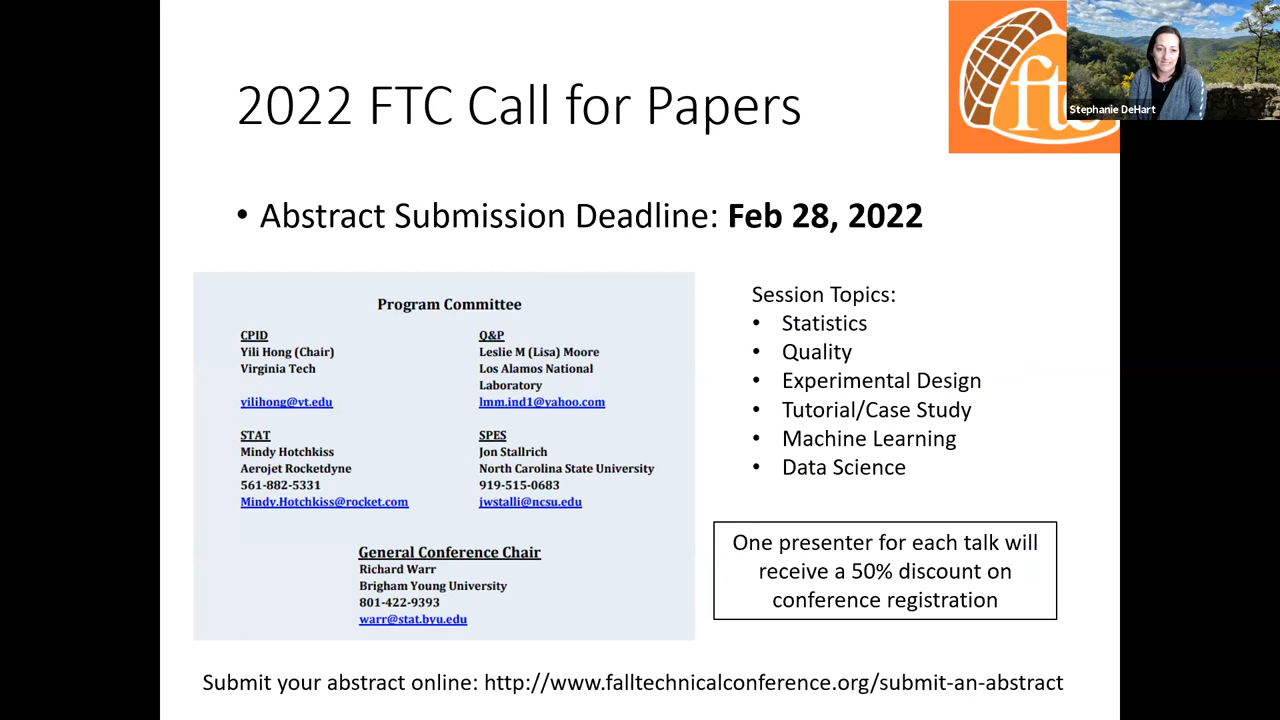 2022 FTC Call for Papers
ftc
Stephanie DeHart
• Abstract Submission Deadline: Feb 28, 2022
Program Committee
CPID
Yili Hong (Chair)
Virginia Tech
yilihong@vt.edu
Q&P
Leslie M (Lisa) Moore
Los Alamos National
Laboratory
lmm.ind1@yahoo.com
STAT
Mindy Hotchkiss
Aerojet Rocketdyne
561-882-5331
Mindy.Hotchkiss@rocket.com
SPES
Jon Stallrich
North Carolina State University
919-515-0683
jwstalli@ncsu.edu
General Conference Chair
Richard Warr
Brigham Young University
801-422-9393
warr@stat.byu.edu
Session Topics:
• Statistics
• Quality
• Experimental Design
• Tutorial/Case Study
• Machine Learning
• Data Science
One presenter for each talk will
receive a 50% discount on
conference registration
Submit your abstract online: http://www.falltechnicalconference.org/submit-an-abstract